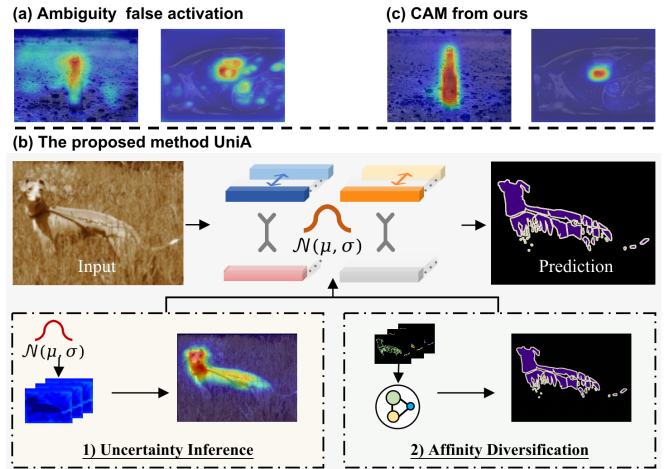 (a) Ambiguity false activation
(c) CAM from ours
(b) The proposed method UniA
Input
𝒩(μ, σ)
Prediction
𝒩(μ, σ)
1) Uncertainty Inference
2) Affinity Diversification